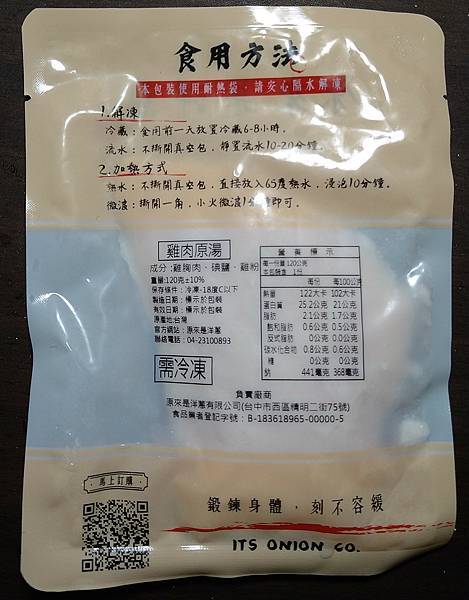 食用方法
本包裝使用耐熱袋，請安心隔水解凍
1.解凍
冷藏：食用前一天放置冷藏6-8小時。
流水：不撕開真空包，靜置流水10-20分鐘。
2.加熱方式
熱水：不撕開真空包，直接放入65度熱水，浸泡10分鐘。
微波：撕開一角，小火微波1分鐘即可。
雞肉原湯
成分:雞胸肉、碘鹽、雞粉
重量:120克±10%
保存條件：冷凍-18度C以下
製造日期：標示於包裝
有效日期：標示於包裝
原產地:台灣
官方網站：原來是洋蔥
聯絡電話：04-23100893
需冷凍
營養標示
每一份量 120公克
本包裝含 1份
每份 每100公克
熱量 122大卡 102大卡
蛋白質 25.2公克 21公克
脂肪 2.1公克 1.7公克
飽和脂肪 0.6公克 0.5公克
反式脂肪 0公克 0.0公克
碳水化合物 0.8公克 0.6公克
糖 0公克 0公克
鈉 441毫克 368毫克
負責廠商
原來是洋蔥有限公司(台中市西區精明二街75號)
食品業者登記字號：B-183618965-00000-5
馬上訂購
鍛鍊身體，刻不容緩
ITS ONION CO.